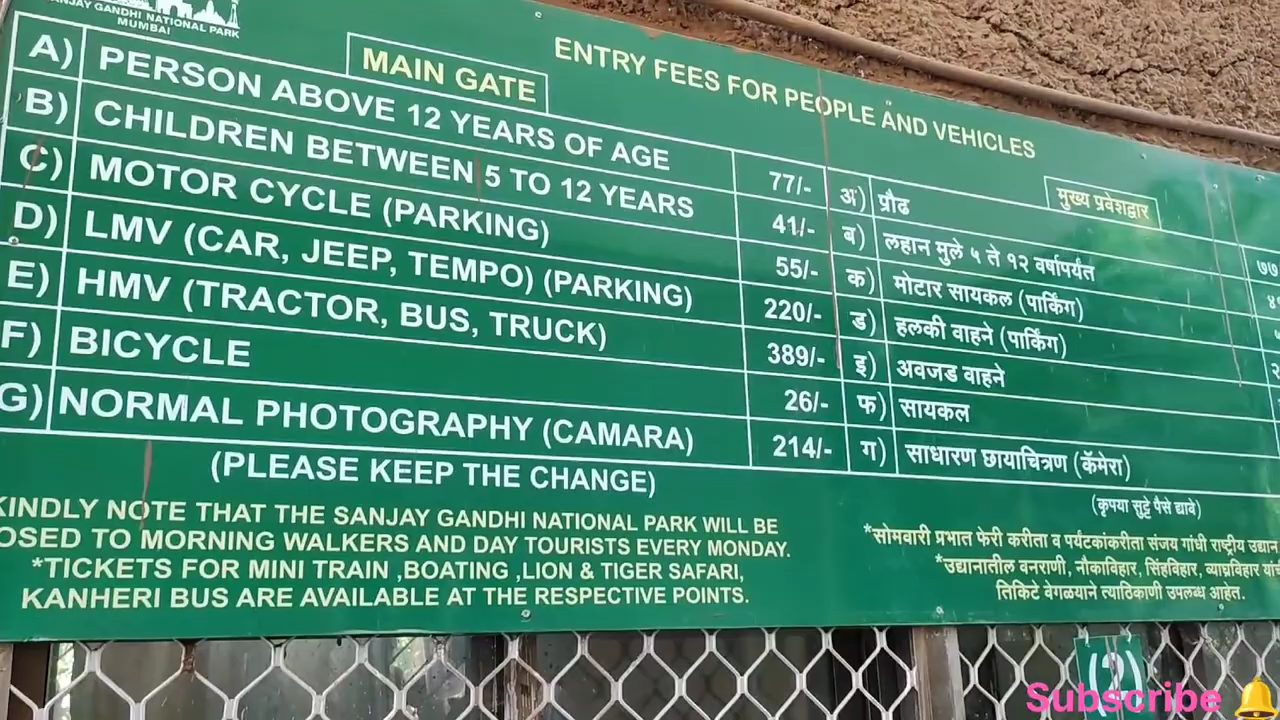 SANJAY GANDHI NATIONAL PARK
MUMBAI
ENTRY FEES FOR PEOPLE AND VEHICLES
MAIN GATE
A) PERSON ABOVE 12 YEARS OF AGE 77/-
B) CHILDREN BETWEEN 5 TO 12 YEARS 41/-
C) MOTOR CYCLE (PARKING) 55/-
D) LMV (CAR, JEEP, TEMPO) (PARKING) 220/-
E) HMV (TRACTOR, BUS, TRUCK) 389/-
F) BICYCLE 26/-
G) NORMAL PHOTOGRAPHY (CAMARA) 214/-
(PLEASE KEEP THE CHANGE)
KINDLY NOTE THAT THE SANJAY GANDHI NATIONAL PARK WILL BE
OSED TO MORNING WALKERS AND DAY TOURISTS EVERY MONDAY.
*TICKETS FOR MINI TRAIN ,BOATING ,LION & TIGER SAFARI,
KANHERI BUS ARE AVAILABLE AT THE RESPECTIVE POINTS.
मुख्य प्रवेशद्वार
अ) प्रौढ ७७
ब) लहान मुले ५ ते १२ वर्षापर्यंत ४
क) मोटार सायकल (पार्किंग)
ड) हलकी वाहने (पार्किंग) २
इ) अवजड वाहने
फ) सायकल
ग) साधारण छायाचित्रण (कॅमेरा)
(कृपया सुट्टे पैसे द्यावे)
*सोमवारी प्रभात फेरी करीता व पर्यटकांकरीता संजय गांधी राष्ट्रीय
*उद्यानातील वनराणी, नौकाविहार, सिंहविहार, व्याघ्रविहार
तिकिटे वेगळयाने त्याठिकाणी उपलब्ध आहेत.
(2)
Subscribe